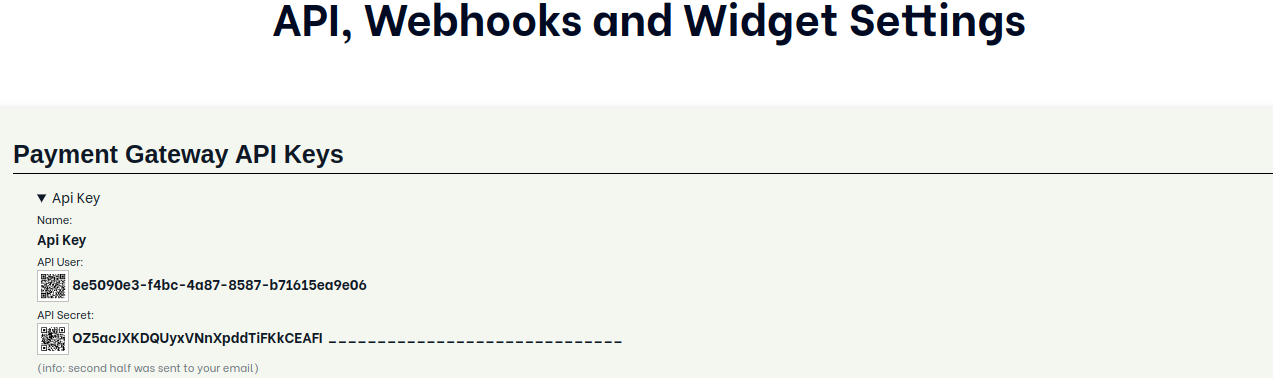 API, Webhooks and Widget Settings
Payment Gateway API Keys
▼ Api Key
Name:
Api Key
API User:
8e5090e3-f4bc-4a87-8587-b71615ea9e06
API Secret:
OZ5acJXKDQUyxVNnXpddTiFKkCEAFI ______________________________
(info: second half was sent to your email)